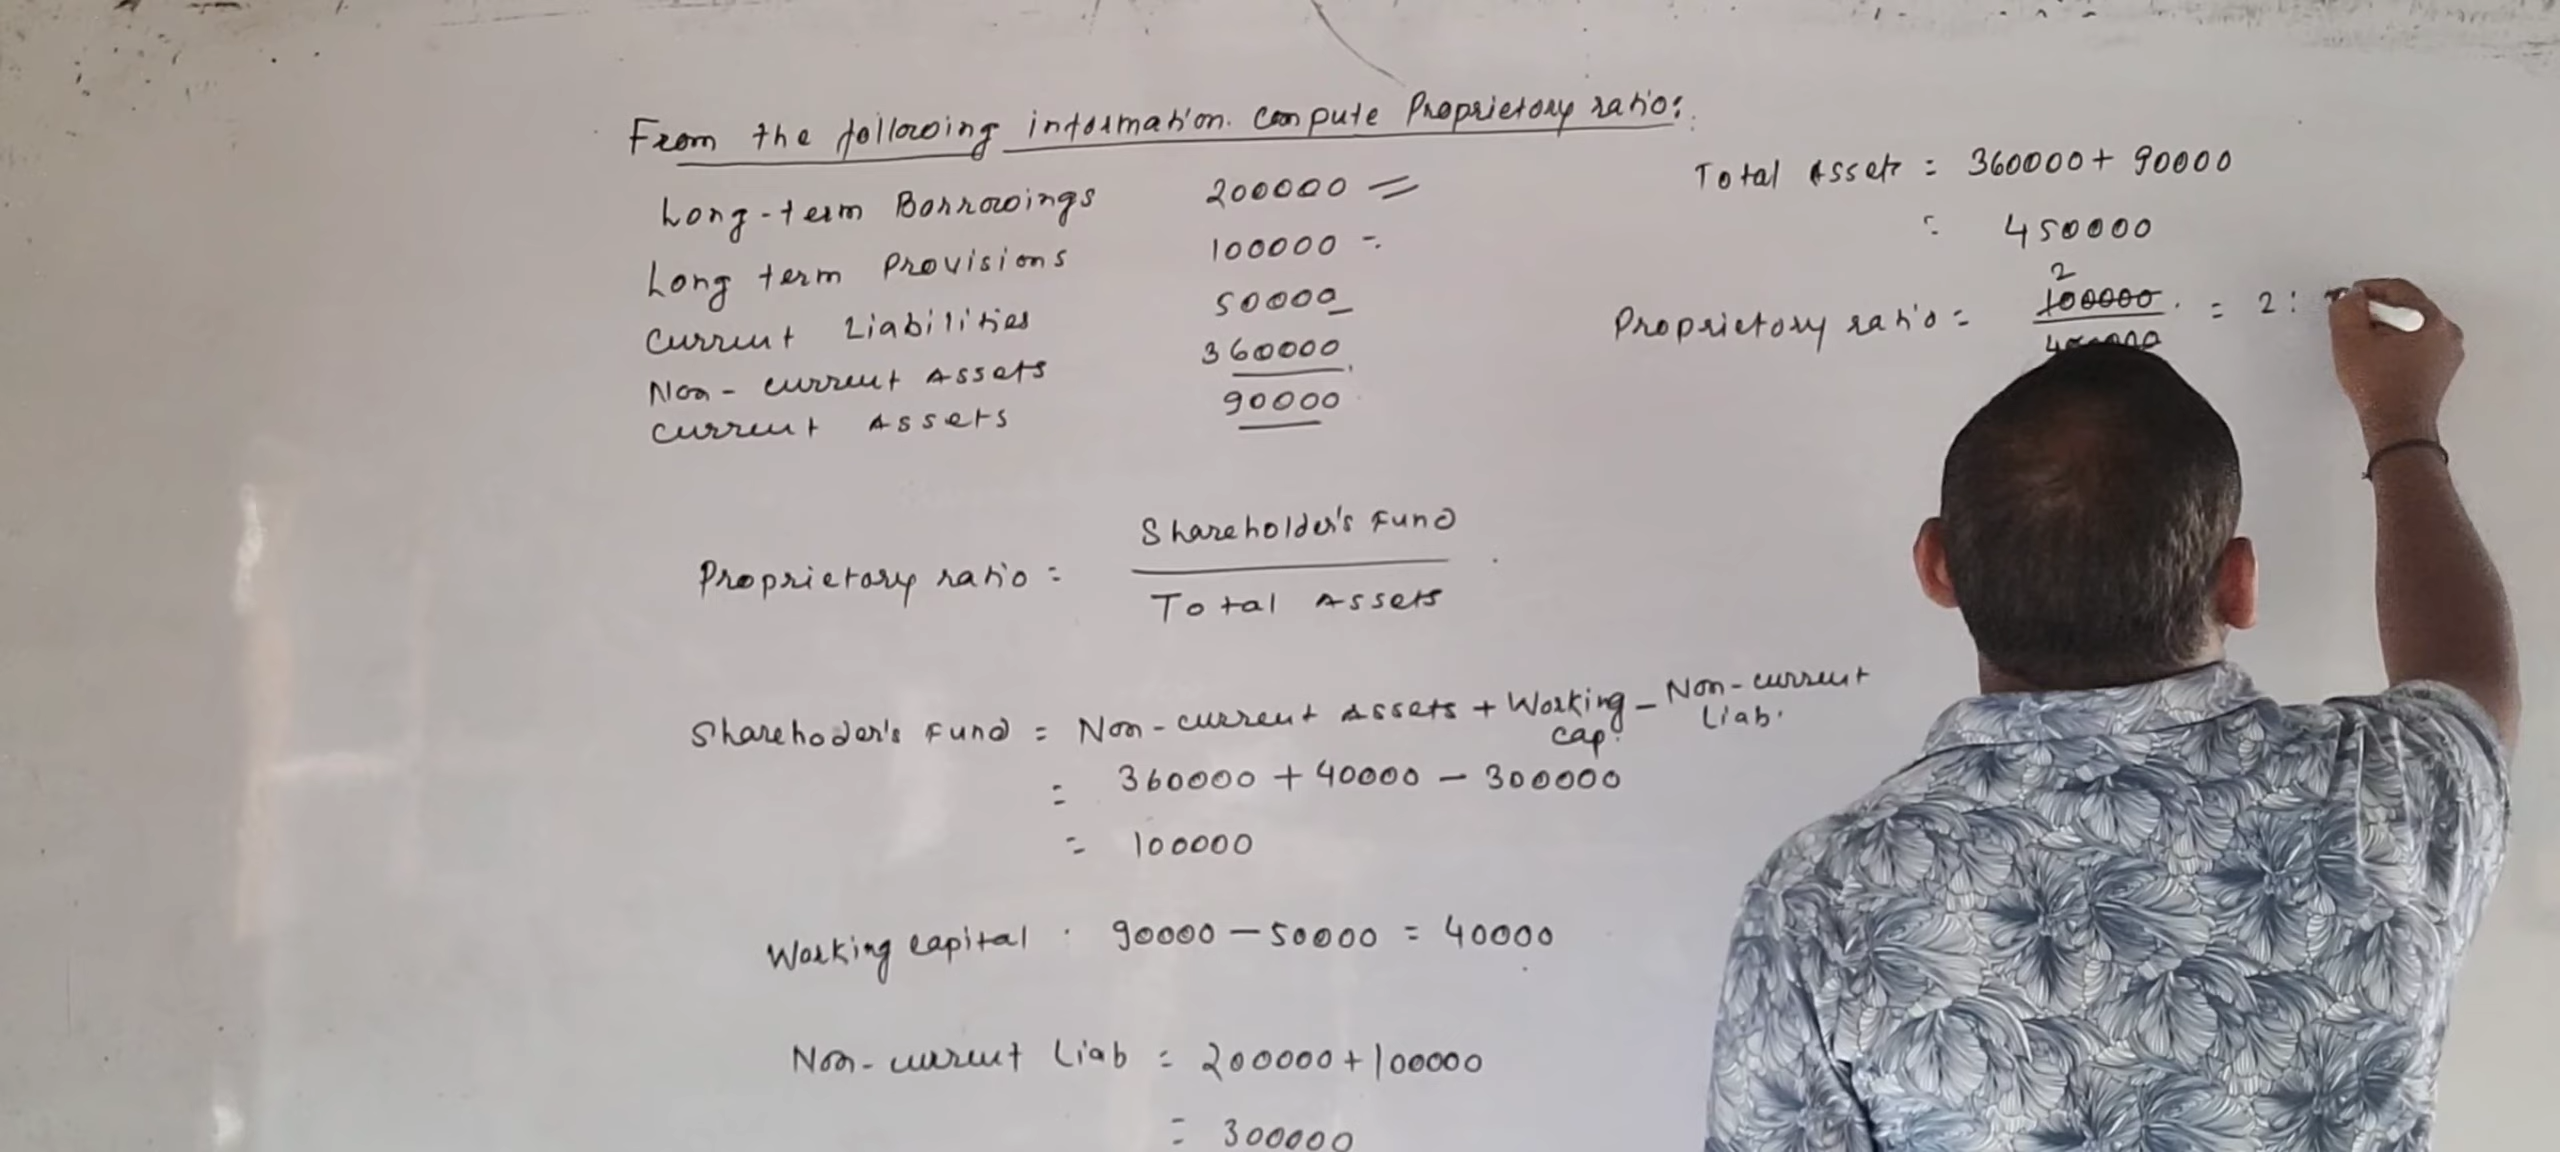 From the following information. compute Proprietory ratio:
Long-term Borrowings 200000
Long term Provisions 100000
Current Liabilities 50000
Non-current Assets 360000
Current Assets 90000
Proprietory ratio = Shareholder's Fund
Total Assets
Sharehoder's Fund = Non-current Assets + Working cap. - Non-current Liab.
= 360000 + 40000 - 300000
= 100000
Working capital 90000 - 50000 = 40000
Non-current Liab = 200000 + 100000
= 300000
Total Assets = 360000 + 90000
= 450000
2
Proprietory ratio = 100000 = 2: